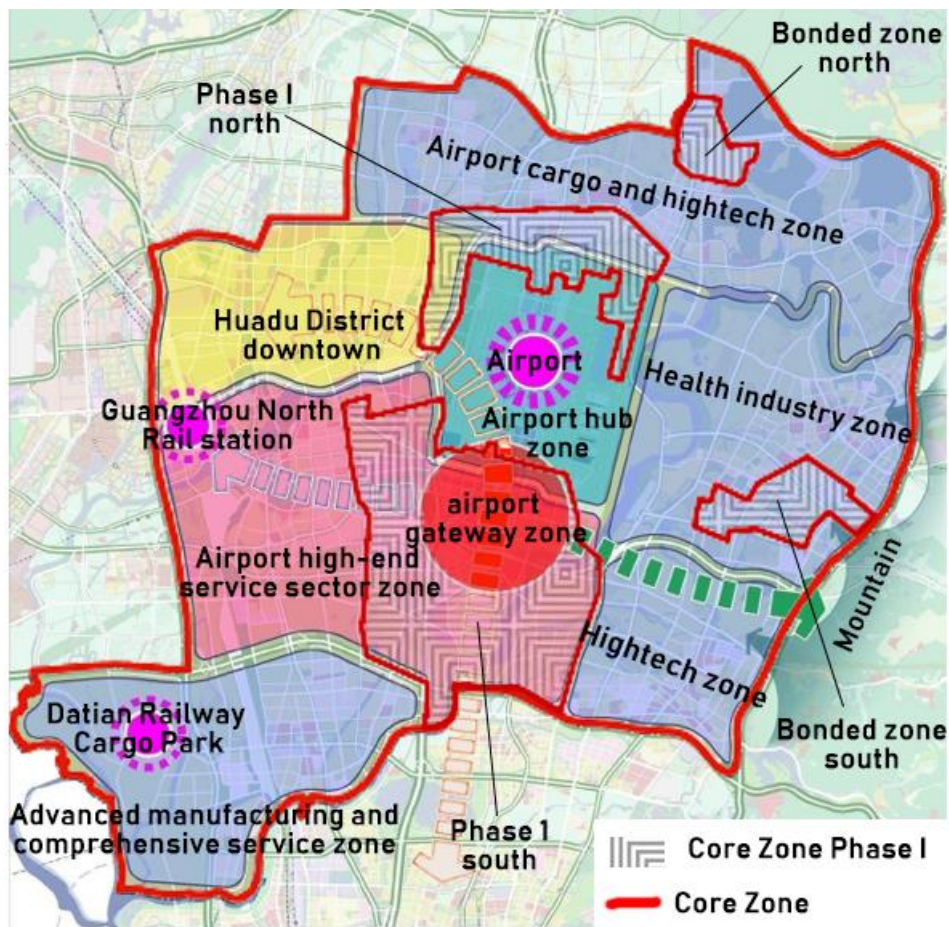 Bonded zone
north
Phase I
north
Airport cargo and hightech zone
Huadu District
downtown
Airport
Health industry zone
Guangzhou North
Rail station
Airport hub
zone
airport
gateway zone
Airport high-end
service sector zone
Mountain
Hightech zone
Datian Railway
Cargo Park
Bonded zone
south
Advanced manufacturing and
comprehensive service zone
Phase 1
south
Core Zone Phase I
Core Zone